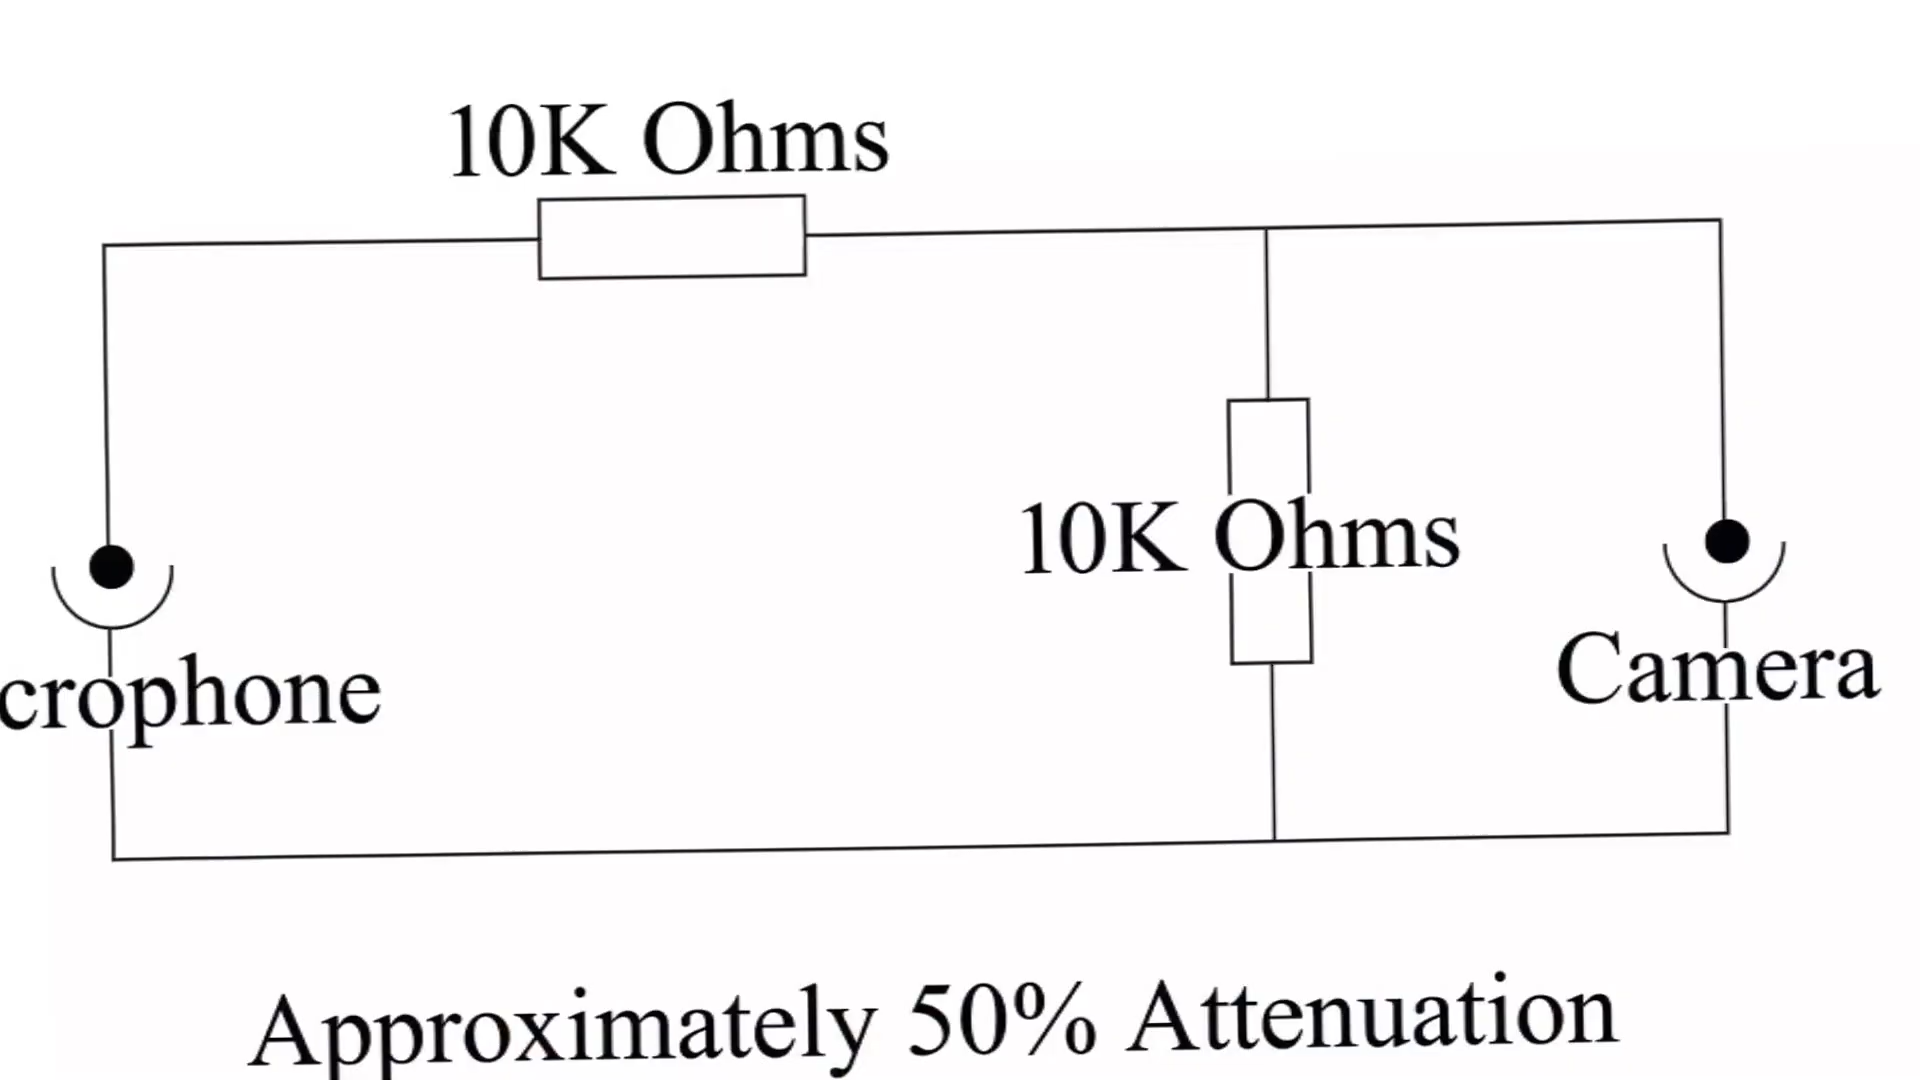 10K Ohms
10K Ohms
crophone
Camera
Approximately 50% Attenuation